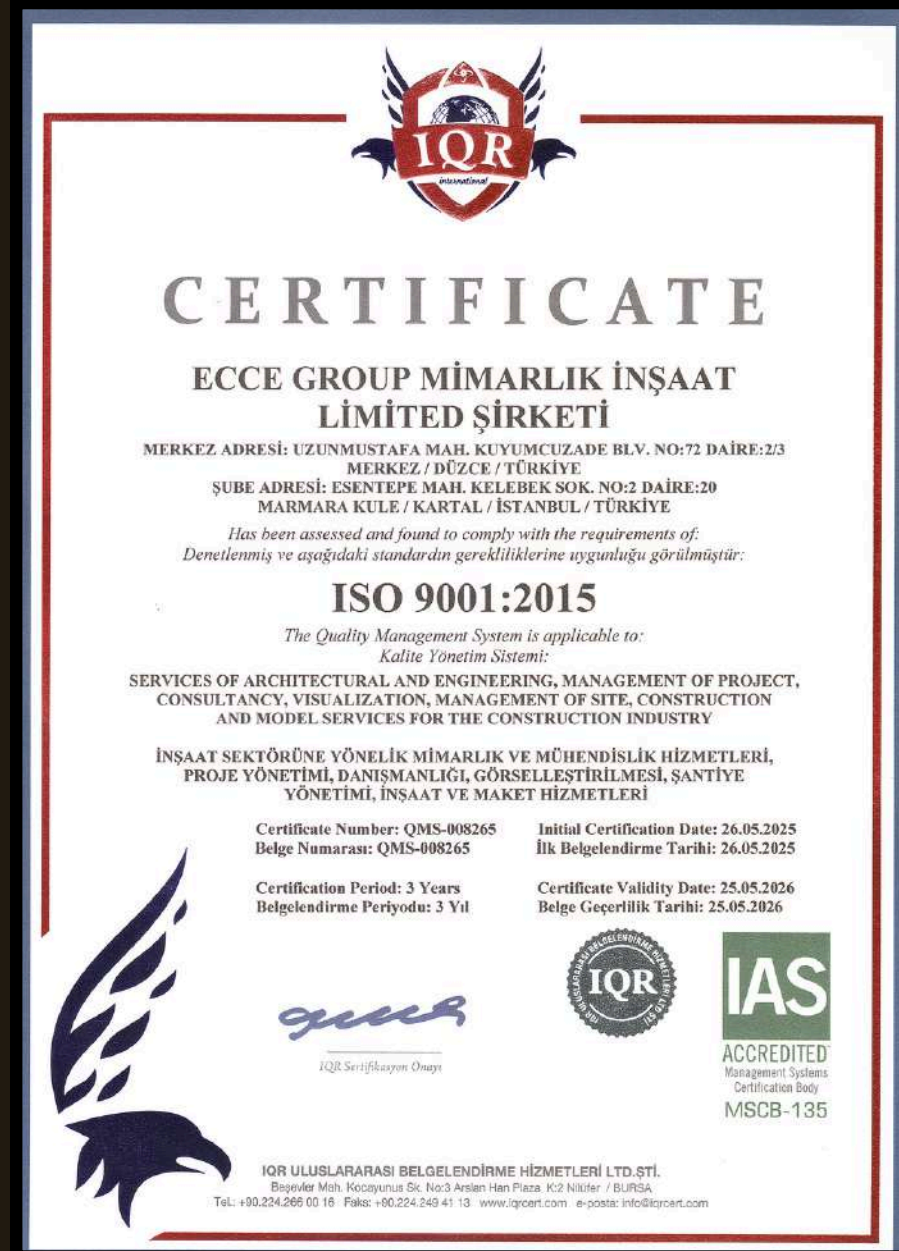 IQR
international
CERTIFICATE
ECCE GROUP MİMARLIK İNŞAAT
LİMİTED ŞİRKETİ
MERKEZ ADRESİ: UZUNMUSTAFA MAH. KUYUMCUZADE BLV. NO:72 DAİRE:2/3
MERKEZ / DÜZCE / TÜRKİYE
ŞUBE ADRESİ: ESENTEPE MAH. KELEBEK SOK. NO:2 DAİRE:20
MARMARA KULE / KARTAL / İSTANBUL / TÜRKİYE
Has been assessed and found to comply with the requirements of:
Denetlenmiş ve aşağıdaki standardın gerekliliklerine uygunluğu görülmüştür:
ISO 9001:2015
The Quality Management System is applicable to:
Kalite Yönetim Sistemi:
SERVICES OF ARCHITECTURAL AND ENGINEERING, MANAGEMENT OF PROJECT,
CONSULTANCY, VISUALIZATION, MANAGEMENT OF SITE, CONSTRUCTION
AND MODEL SERVICES FOR THE CONSTRUCTION INDUSTRY
İNŞAAT SEKTÖRÜNE YÖNELİK MİMARLIK VE MÜHENDİSLİK HİZMETLERİ,
PROJE YÖNETİMİ, DANIŞMANLIĞI, GÖRSELLEŞTİRİLMESİ, ŞANTİYE
YÖNETİMİ, İNŞAAT VE MAKET HİZMETLERİ
Certificate Number: QMS-008265 Initial Certification Date: 26.05.2025
Belge Numarası: QMS-008265 İlk Belgelendirme Tarihi: 26.05.2025
Certification Period: 3 Years Certificate Validity Date: 25.05.2026
Belgelendirme Periyodu: 3 Yıl Belge Geçerlilik Tarihi: 25.05.2026
IQR Sertifikasyon Onayı
IQR ULUSLARARASI BELGELENDİRME HİZMETLERİ LTD ŞTİ.
IQR
IAS
ACCREDITED
Management Systems
Certification Body
MSCB-135
IQR ULUSLARARASI BELGELENDİRME HİZMETLERİ LTD.ŞTİ.
Beşevler Mah. Kocayunus Sk. No:3 Arslan Han Plaza K:2 Nilüfer / BURSA
Tel.: +90.224.266 00 16 Faks: +90.224.249 41 13 www.iqrcert.com e-posta: info@iqrcert.com